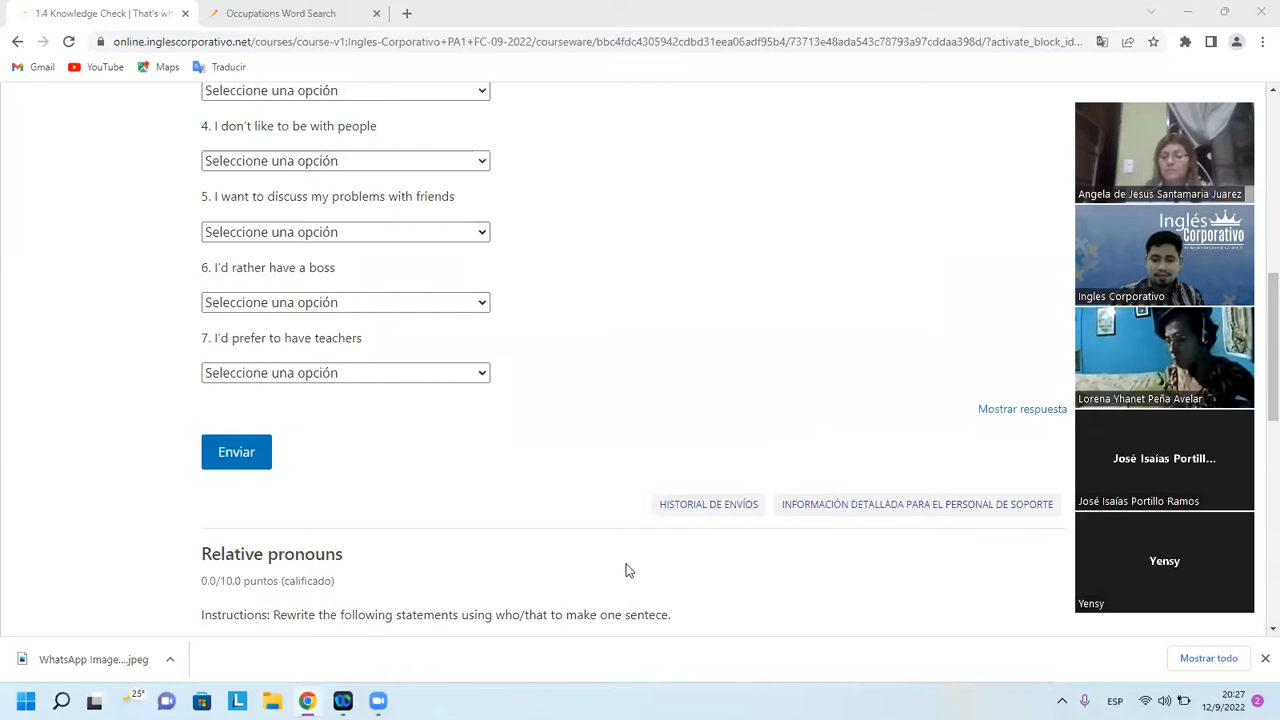 1.4 Knowledge Check | That's wh
Occupations Word Search
online.inglescorporativo.net/courses/course-v1:Ingles-Corporativo+PA1+FC-09-2022/courseware/bbc4fdc4305942cdbd31eea06adf95b4/73713e48ada543c78793a97cddaa398d/?activate_block_id...
Gmail
YouTube
Maps
Traducir
Seleccione una opción
4. I don't like to be with people
Seleccione una opción
5. I want to discuss my problems with friends
Seleccione una opción
6. I'd rather have a boss
Seleccione una opción
7. I'd prefer to have teachers
Seleccione una opción
Mostrar respuesta
Enviar
HISTORIAL DE ENVÍOS
INFORMACIÓN DETALLADA PARA EL PERSONAL DE SOPORTE
Relative pronouns
0.0/10.0 puntos (calificado)
Instructions: Rewrite the following statements using who/that to make one sentece.
Angela de Jesus Santamaria Juarez
Inglés
Corporativo
Ingles Corporativo
Lorena Yhanet Peña Avelar
José Isaías Portill...
José Isaías Portillo Ramos
Yensy
Yensy
WhatsApp Image....jpeg
Mostrar todo
25°
L
ESP
20:27
12/9/2022
2